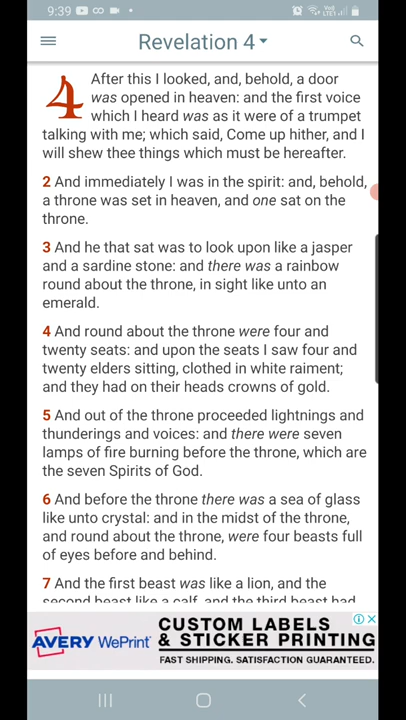 9:39
Revelation 4
4 After this I looked, and, behold, a door
was opened in heaven: and the first voice
which I heard was as it were of a trumpet
talking with me; which said, Come up hither, and I
will shew thee things which must be hereafter.
2 And immediately I was in the spirit: and, behold,
a throne was set in heaven, and one sat on the
throne.
3 And he that sat was to look upon like a jasper
and a sardine stone: and there was a rainbow
round about the throne, in sight like unto an
emerald.
4 And round about the throne were four and
twenty seats: and upon the seats I saw four and
twenty elders sitting, clothed in white raiment;
and they had on their heads crowns of gold.
5 And out of the throne proceeded lightnings and
thunderings and voices: and there were seven
lamps of fire burning before the throne, which are
the seven Spirits of God.
6 And before the throne there was a sea of glass
like unto crystal: and in the midst of the throne,
and round about the throne, were four beasts full
of eyes before and behind.
7 And the first beast was like a lion, and the
second beast like a calf, and the third beast had
AVERY WePrint
CUSTOM LABELS
& STICKER PRINTING
FAST SHIPPING. SATISFACTION GUARANTEED.